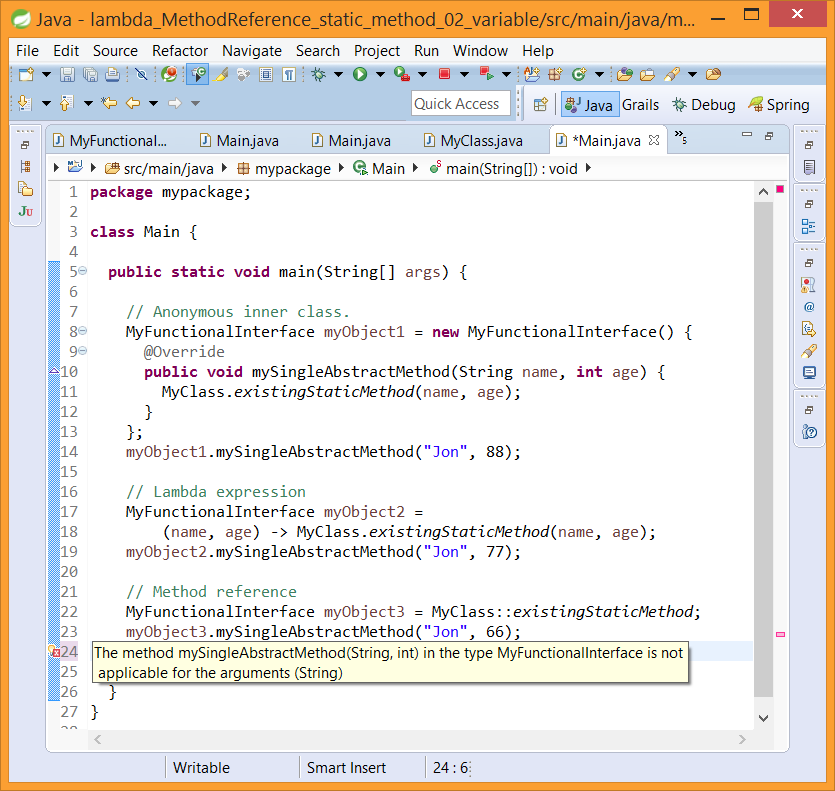 Java - lambda_MethodReference_static_method_02_variable/src/main/java/m...
File Edit Source Refactor Navigate Search Project Run Window Help
Quick Access Java Grails Debug Spring
MyFunctional... Main.java Main.java MyClass.java *Main.java »5
src/main/java mypackage Main main(String[]) : void
JU
1 package mypackage;
2
3 class Main {
4
5 public static void main(String[] args) {
6
7 // Anonymous inner class.
8 MyFunctionalInterface myObject1 = new MyFunctionalInterface() {
9 @Override
10 public void mySingleAbstractMethod(String name, int age) {
11 MyClass.existingStaticMethod(name, age);
12 }
13 };
14 myObject1.mySingleAbstractMethod("Jon", 88);
15
16 // Lambda expression
17 MyFunctionalInterface myObject2 =
18 (name, age) -> MyClass.existingStaticMethod(name, age);
19 myObject2.mySingleAbstractMethod("Jon", 77);
20
21 // Method reference
22 MyFunctionalInterface myObject3 = MyClass::existingStaticMethod;
23 myObject3.mySingleAbstractMethod("Jon", 66);
24 The method mySingleAbstractMethod(String, int) in the type MyFunctionalInterface is not
25 applicable for the arguments (String)
26 }
27 }
Writable Smart Insert 24 : 6